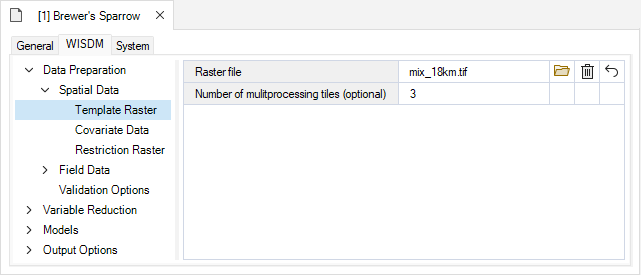 [1] Brewer's Sparrow
General WISDM System
Data Preparation
Spatial Data
Template Raster
Covariate Data
Restriction Raster
Field Data
Validation Options
Variable Reduction
Models
Output Options
Raster file mix_18km.tif
Number of mulitprocessing tiles (optional) 3